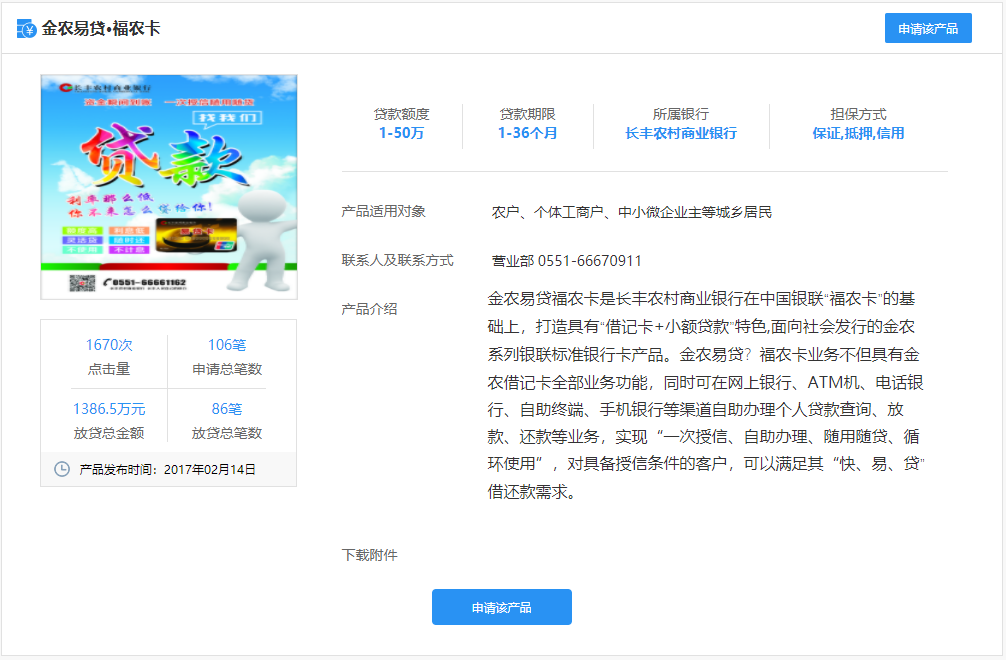 金农易贷•福农卡
申请该产品
长丰农村商业银行
资金瞬间到账 一次授信随用随贷
找我们
贷款
利率那么低
你不来怎么贷给你!
灵活贷 随时还
不计息
0551-66661162
贷款额度
1-50万
贷款期限
1-36个月
所属银行
长丰农村商业银行
担保方式
保证,抵押,信用
产品适用对象
农户、个体工商户、中小微企业主等城乡居民
联系人及联系方式
营业部 0551-66670911
产品介绍
金农易贷福农卡是长丰农村商业银行在中国银联“福农卡”的基
础上，打造具有“借记卡+小额贷款”特色,面向社会发行的金农
系列银联标准银行卡产品。金农易贷？福农卡业务不但具有金
农借记卡全部业务功能，同时可在网上银行、ATM机、电话银
行、自助终端、手机银行等渠道自助办理个人贷款查询、放
款、还款等业务，实现“一次授信、自助办理、随用随贷、循
环使用”，对具备授信条件的客户，可以满足其“快、易、贷”
借还款需求。
1670次
点击量
106笔
申请总笔数
1386.5万元
放贷总金额
86笔
放贷总笔数
产品发布时间：2017年02月14日
下载附件
申请该产品